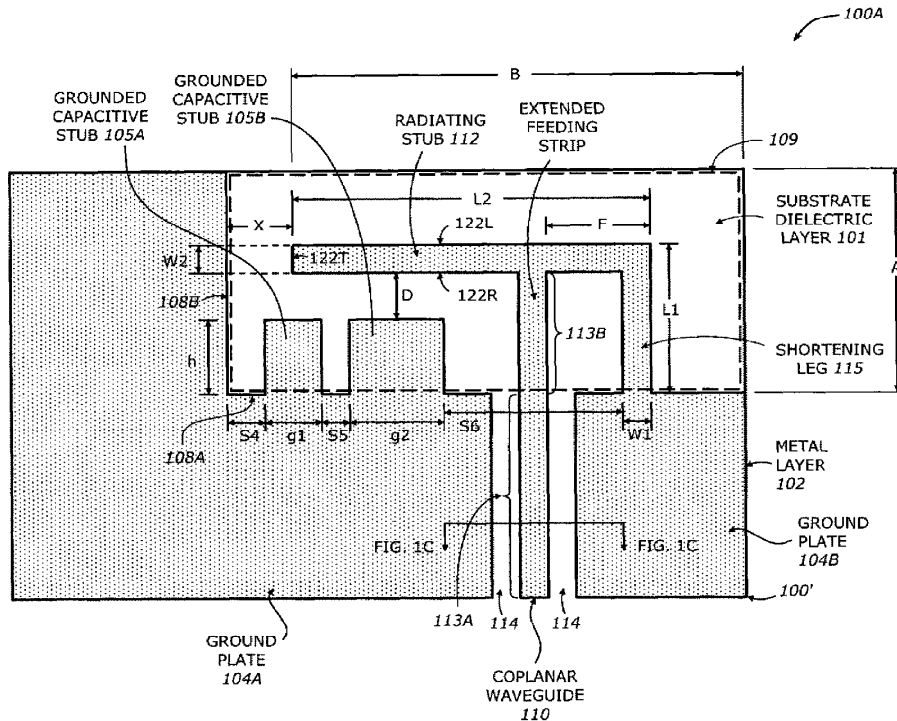 100A
B
GROUNDED
CAPACITIVE
STUB 105A
GROUNDED
CAPACITIVE
STUB 105B
RADIATING
STUB 112
EXTENDED
FEEDING
STRIP
109
SUBSTRATE
DIELECTRIC
LAYER 101
L2
X
122L
F
W2
122T
A
D
122R
L1
108B
113B
h
SHORTENING
LEG 115
S4
g1
S5
g2
S6
W1
108A
METAL
LAYER
102
FIG. 1C
FIG. 1C
GROUND
PLATE
104B
113A
114
114
100'
GROUND
PLATE
104A
COPLANAR
WAVEGUIDE
110